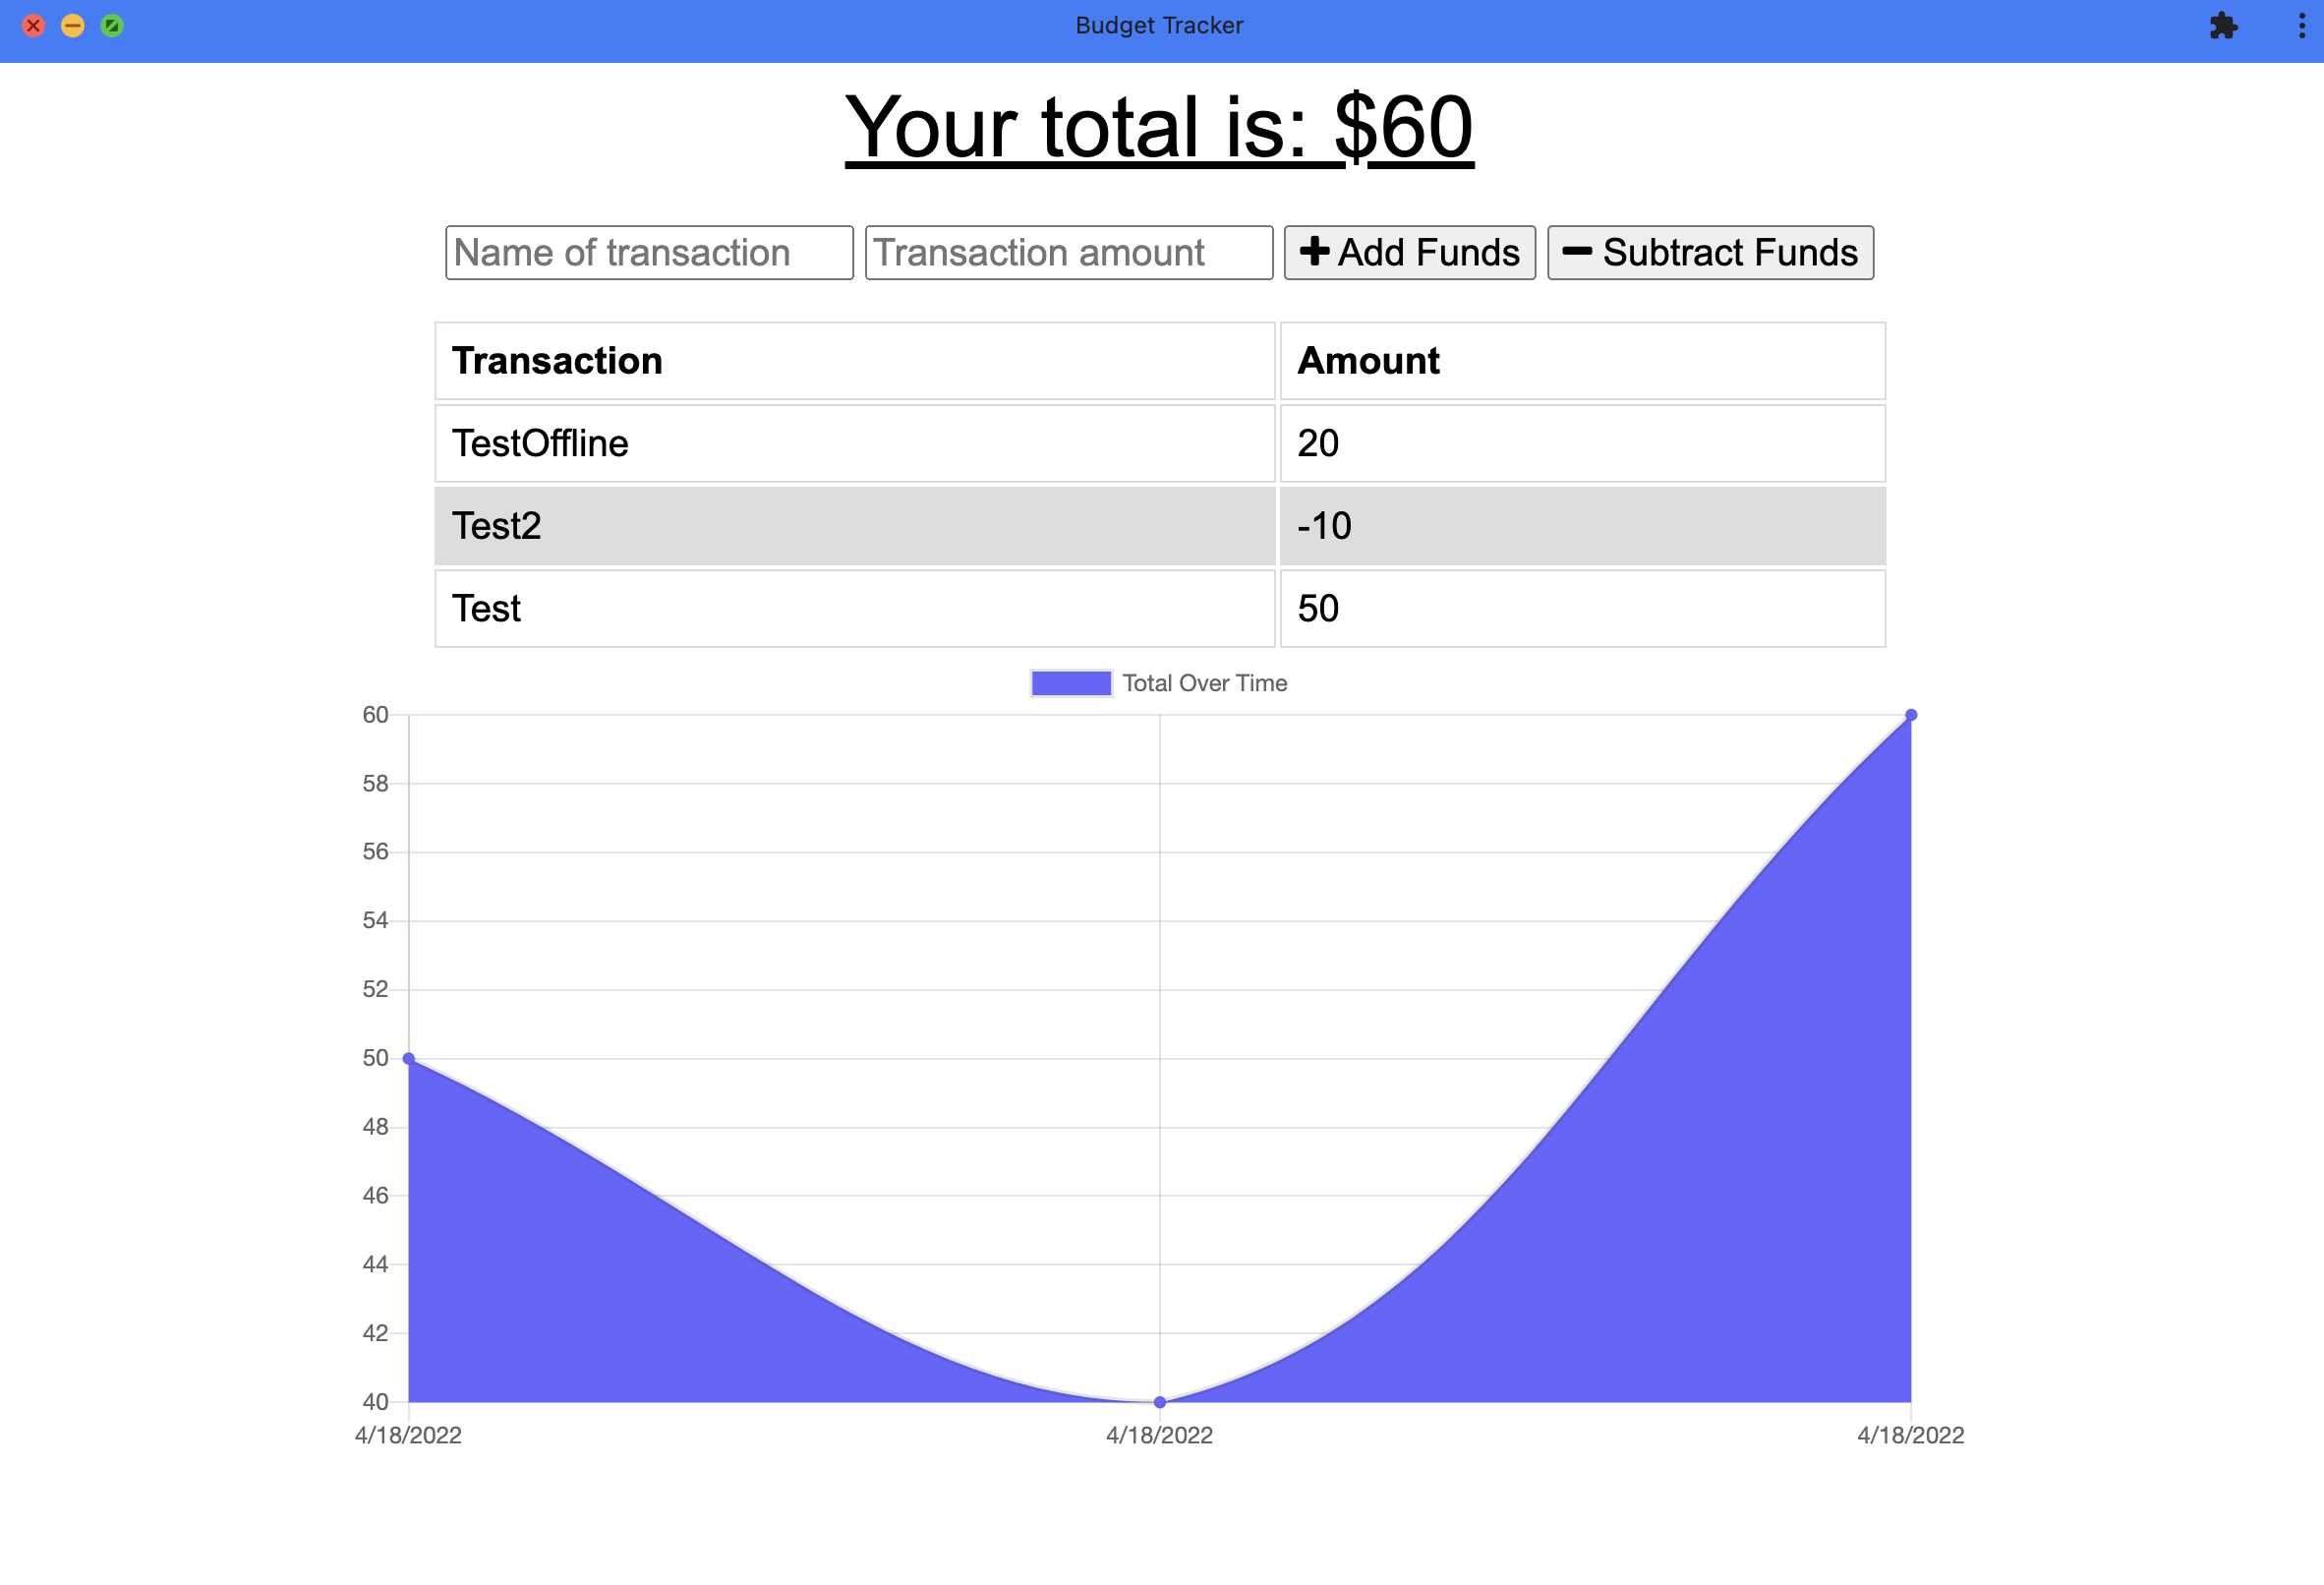 Budget Tracker
Your total is: $60
Name of transaction Transaction amount Add Funds Subtract Funds
Transaction Amount
TestOffline 20
Test2 -10
Test 50
Total Over Time
60
58
56
54
52
50
48
46
44
42
40
4/18/2022 4/18/2022 4/18/2022